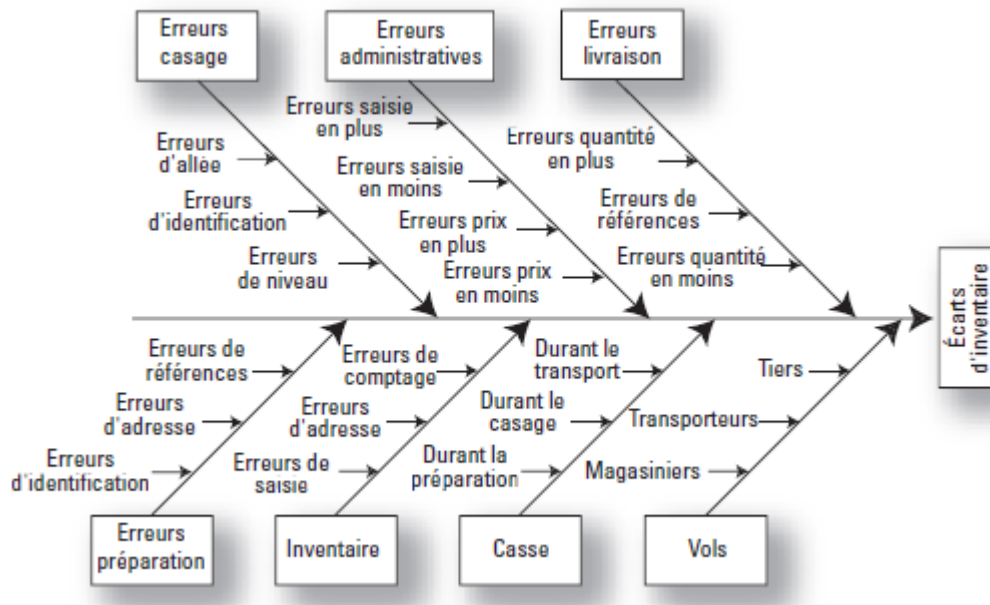 Erreurs
casage
Erreurs
administratives
Erreurs
livraison
Erreurs saisie
en plus
Erreurs
d'allée
Erreurs quantité
en plus
Erreurs saisie
en moins
Erreurs
d'identification
Erreurs de
références
Erreurs prix
en plus
Erreurs
de niveau
Erreurs prix
en moins
Erreurs quantité
en moins
Écarts
d'inventaire
Erreurs de
références
Erreurs de
comptage
Durant le
transport
Tiers
Erreurs
d'adresse
Erreurs
d'adresse
Durant le
casage
Transporteurs
Erreurs
d'identification
Erreurs de
saisie
Durant la
préparation
Magasiniers
Erreurs
préparation
Inventaire
Casse
Vols